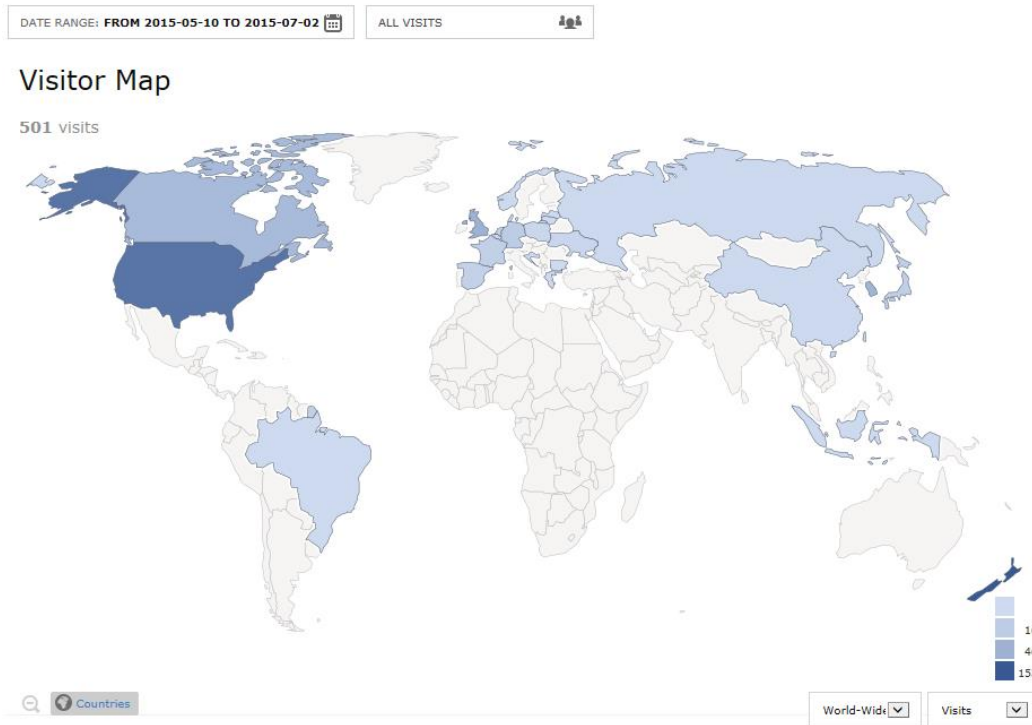 DATE RANGE: FROM 2015-05-10 TO 2015-07-02
ALL VISITS
Visitor Map
501 visits
Countries
World-Wide
Visits